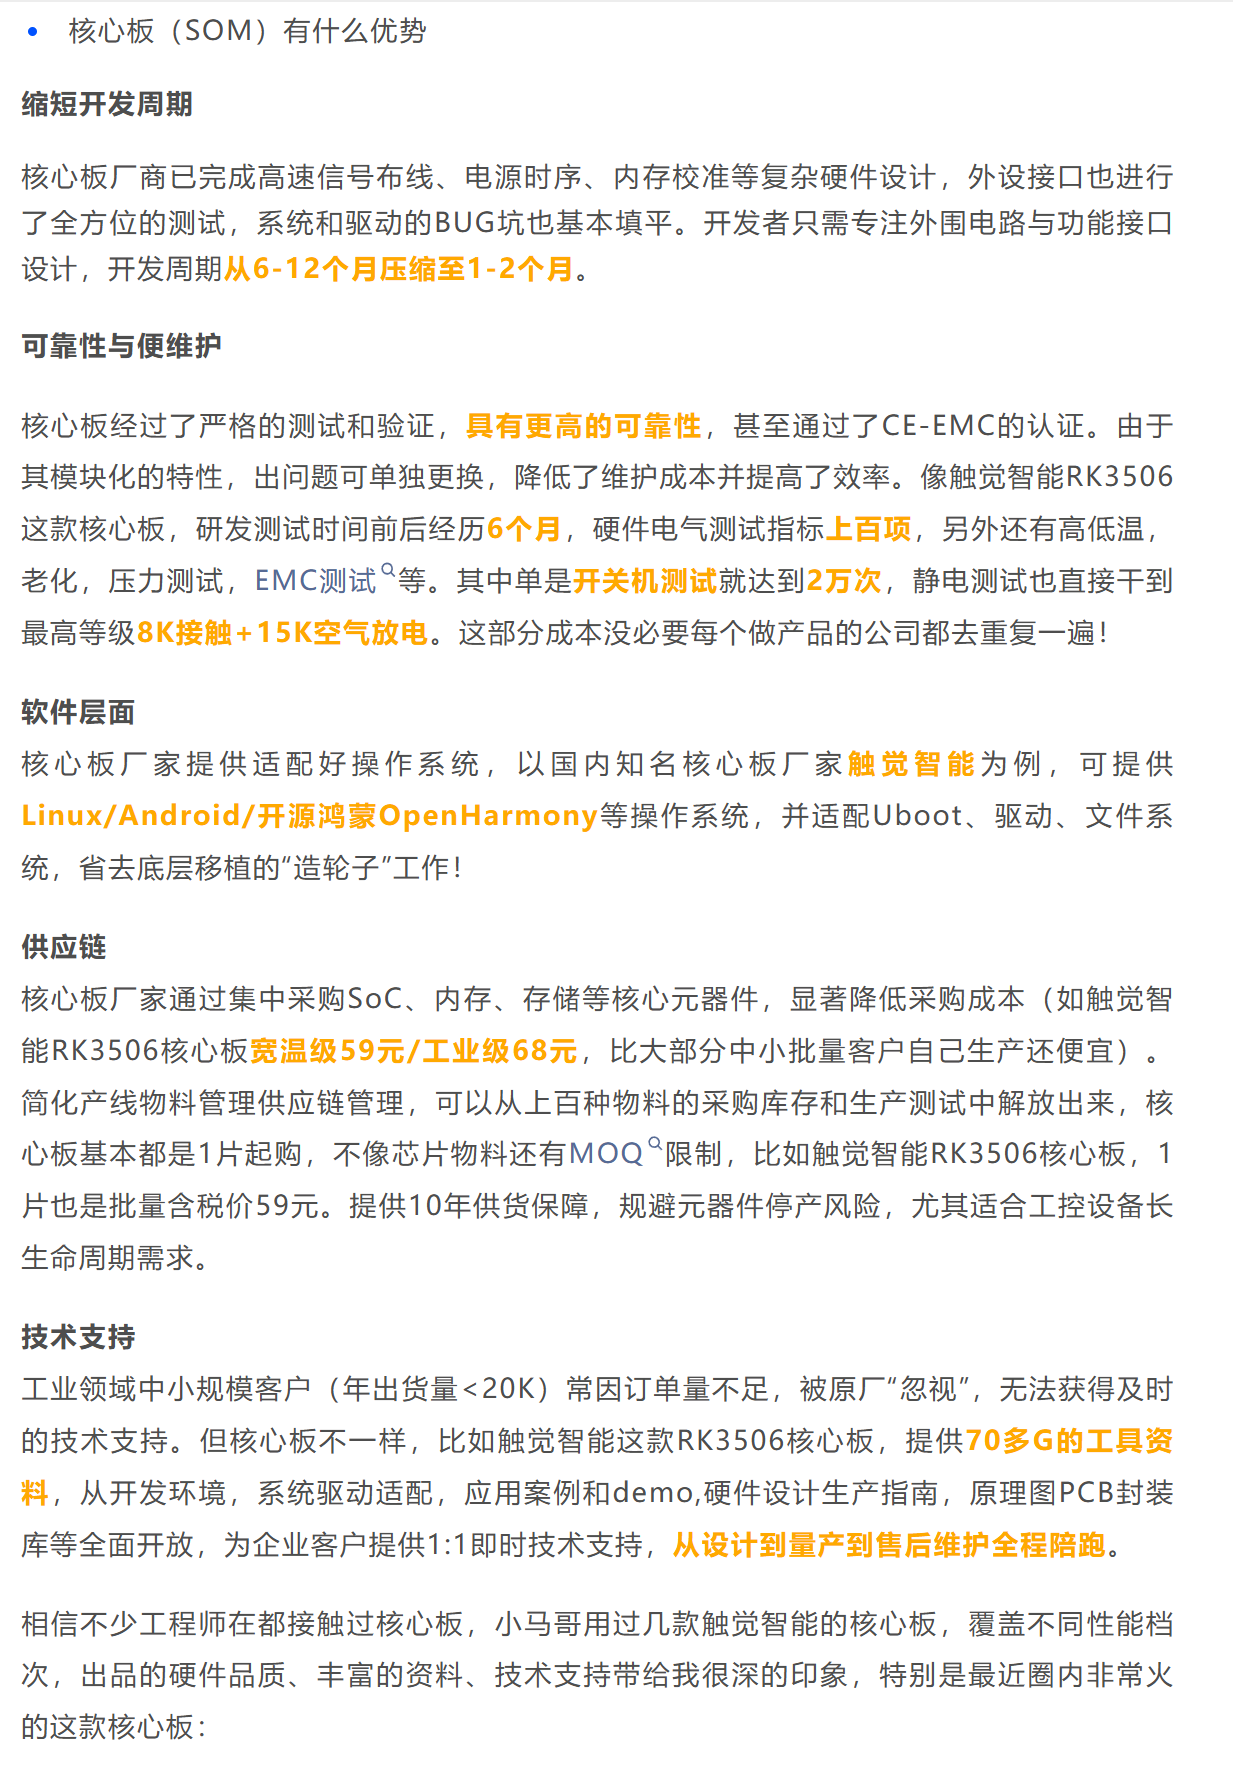 核心板（SOM）有什么优势
缩短开发周期
核心板厂商已完成高速信号布线、电源时序、内存校准等复杂硬件设计，外设接口也进行
了全方位的测试，系统和驱动的BUG坑也基本填平。开发者只需专注外围电路与功能接口
设计，开发周期从6-12个月压缩至1-2个月。
可靠性与便维护
核心板经过了严格的测试和验证，具有更高的可靠性，甚至通过了CE-EMC的认证。由于
其模块化的特性，出问题可单独更换，降低了维护成本并提高了效率。像触觉智能RK3506
这款核心板，研发测试时间前后经历6个月，硬件电气测试指标上百项，另外还有高低温，
老化，压力测试，EMC测试等。其中单是开关机测试就达到2万次，静电测试也直接干到
最高等级8K接触+15K空气放电。这部分成本没必要每个做产品的公司都去重复一遍！
软件层面
核心板厂家提供适配好操作系统，以国内知名核心板厂家触觉智能为例，可提供
Linux/Android/开源鸿蒙OpenHarmony等操作系统，并适配Uboot、驱动、文件系
统，省去底层移植的“造轮子”工作！
供应链
核心板厂家通过集中采购SoC、内存、存储等核心元器件，显著降低采购成本（如触觉智
能RK3506核心板宽温级59元/工业级68元，比大部分中小批量客户自己生产还便宜）。
简化产线物料管理供应链管理，可以从上百种物料的采购库存和生产测试中解放出来，核
心板基本都是1片起购，不像芯片物料还有MOQ限制，比如触觉智能RK3506核心板，1
片也是批量含税价59元。提供10年供货保障，规避元器件停产风险，尤其适合工控设备长
生命周期需求。
技术支持
工业领域中小规模客户（年出货量<20K）常因订单量不足，被原厂“忽视”，无法获得及时
的技术支持。但核心板不一样，比如触觉智能这款RK3506核心板，提供70多G的工具资
料，从开发环境，系统驱动适配，应用案例和demo,硬件设计生产指南，原理图PCB封装
库等全面开放，为企业客户提供1:1即时技术支持，从设计到量产到售后维护全程陪跑。
相信不少工程师在都接触过核心板，小马哥用过几款触觉智能的核心板，覆盖不同性能档
次，出品的硬件品质、丰富的资料、技术支持带给我很深的印象，特别是最近圈内非常火
的这款核心板：